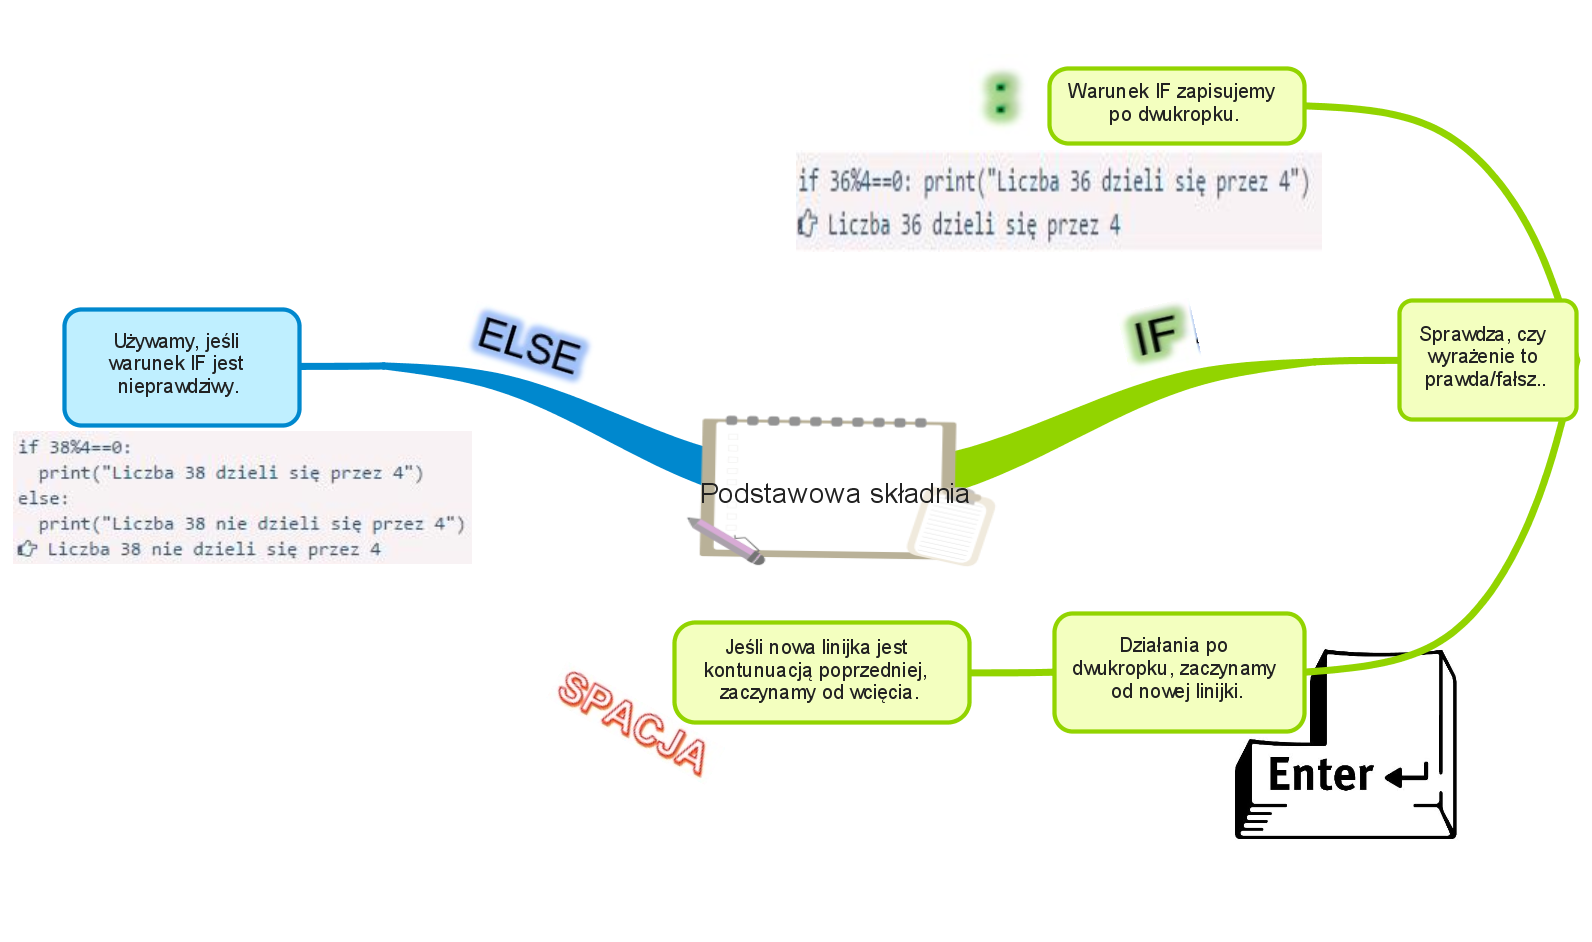 :
Warunek IF zapisujemy
po dwukropku.
if 36%4==0: print("Liczba 36 dzieli się przez 4")
Liczba 36 dzieli się przez 4
IF
Sprawdza, czy
wyrażenie to
prawda/fałsz..
ELSE
Używamy, jeśli
warunek IF jest
nieprawdziwy.
if 38%4==0:
print("Liczba 38 dzieli się przez 4")
else:
print("Liczba 38 nie dzieli się przez 4")
Liczba 38 nie dzieli się przez 4
Podstawowa składnia
Jeśli nowa linijka jest
kontunuacją poprzedniej,
zaczynamy od wcięcia.
SPACJA
Działania po
dwukropku, zaczynamy
od nowej linijki.
Enter